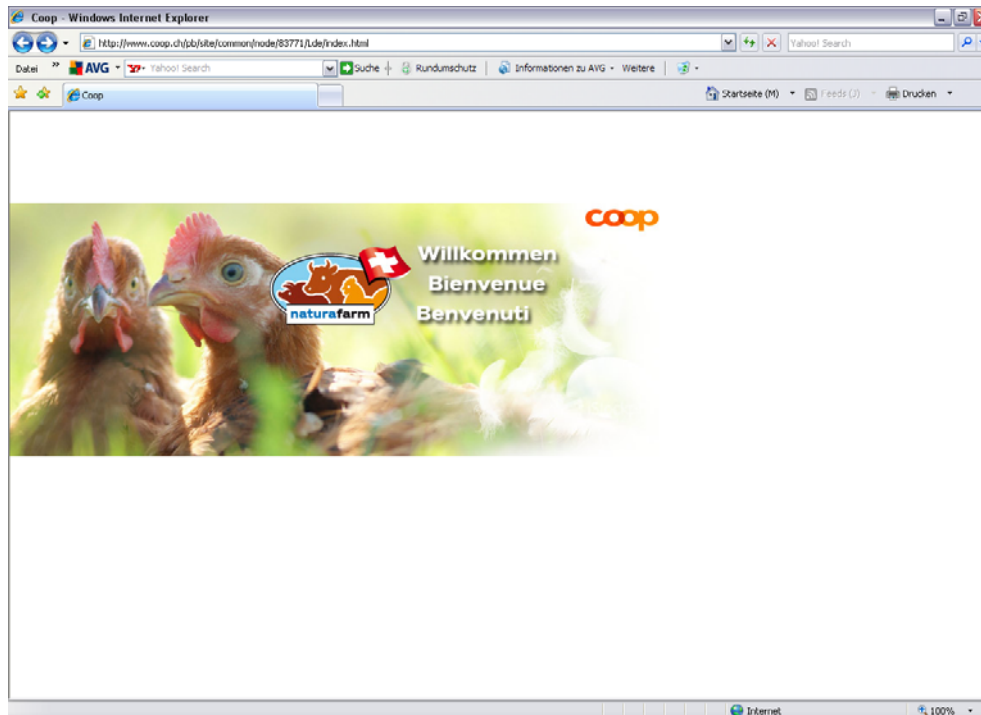 Coop - Windows Internet Explorer
http://www.coop.ch/pb/site/common/node/83771/Lde/index.html
Yahoo! Search
Datei » AVG Yahoo! Search Suche Rundumschutz Informationen zu AVG Weitere
Coop Startseite (M) Feeds (J) Drucken
coop
Willkommen
Bienvenue
Benvenuti
naturafarm
Internet 100%